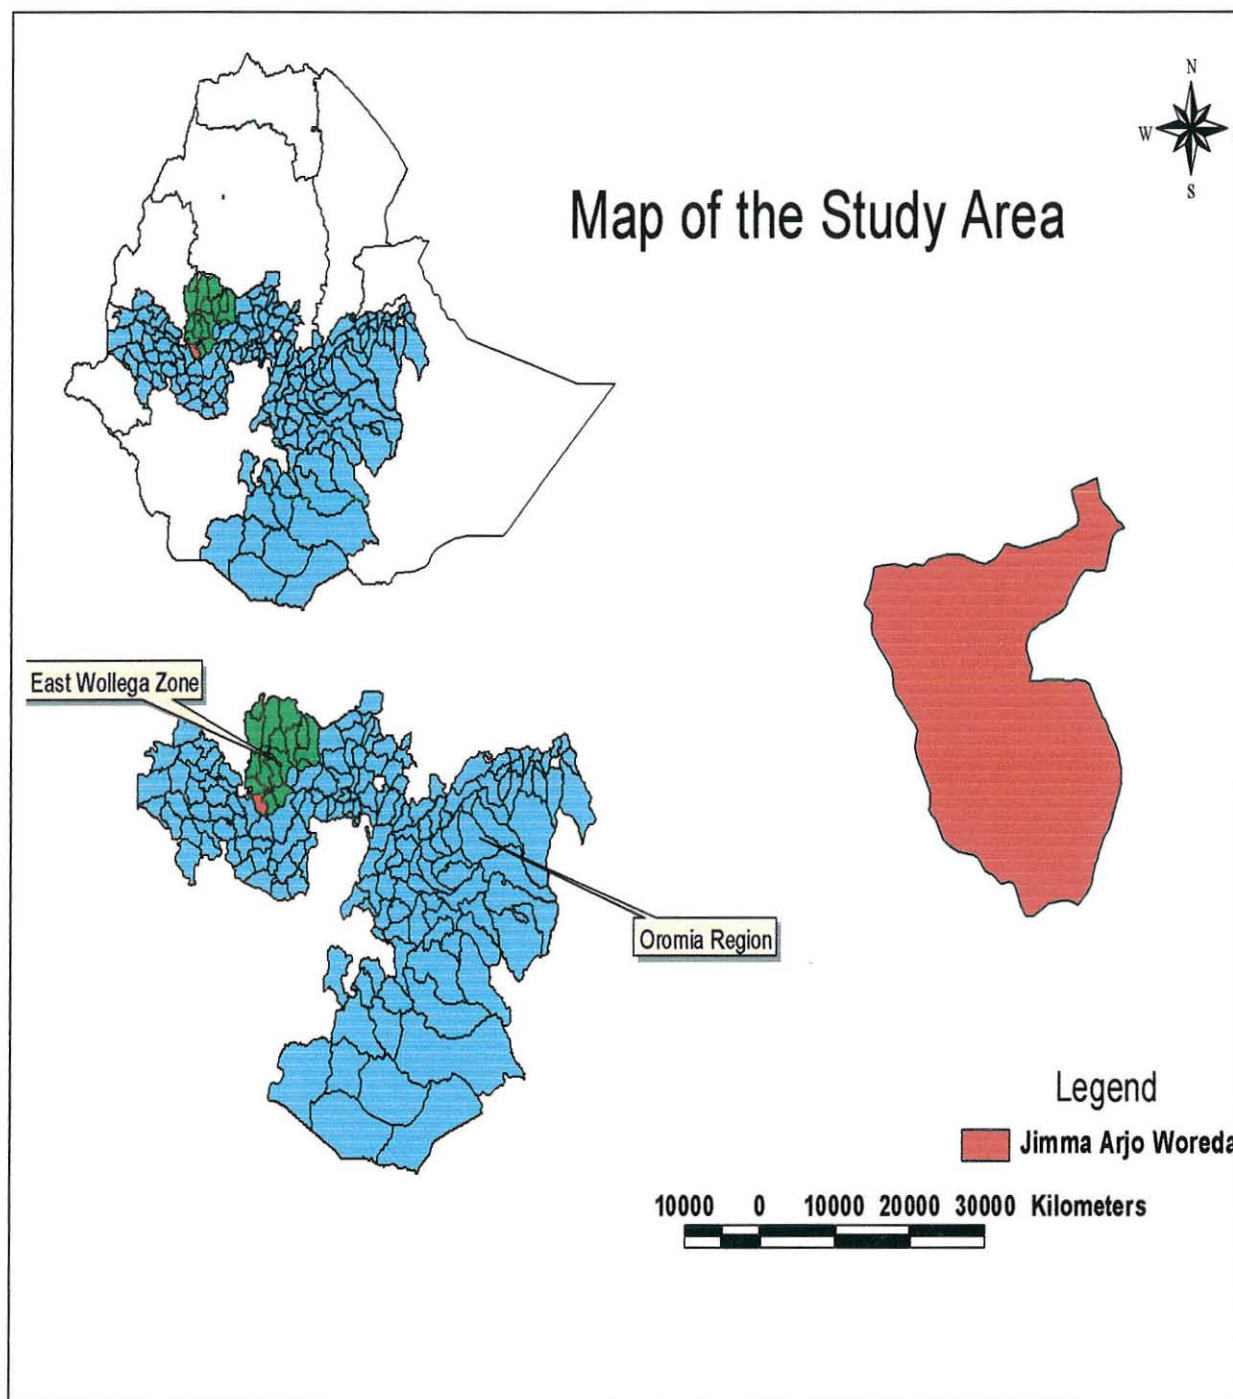 N
W
S
Map of the Study Area
East Wollega Zone
Oromia Region
Legend
Jimma Arjo Woreda
10000 0 10000 20000 30000 Kilometers